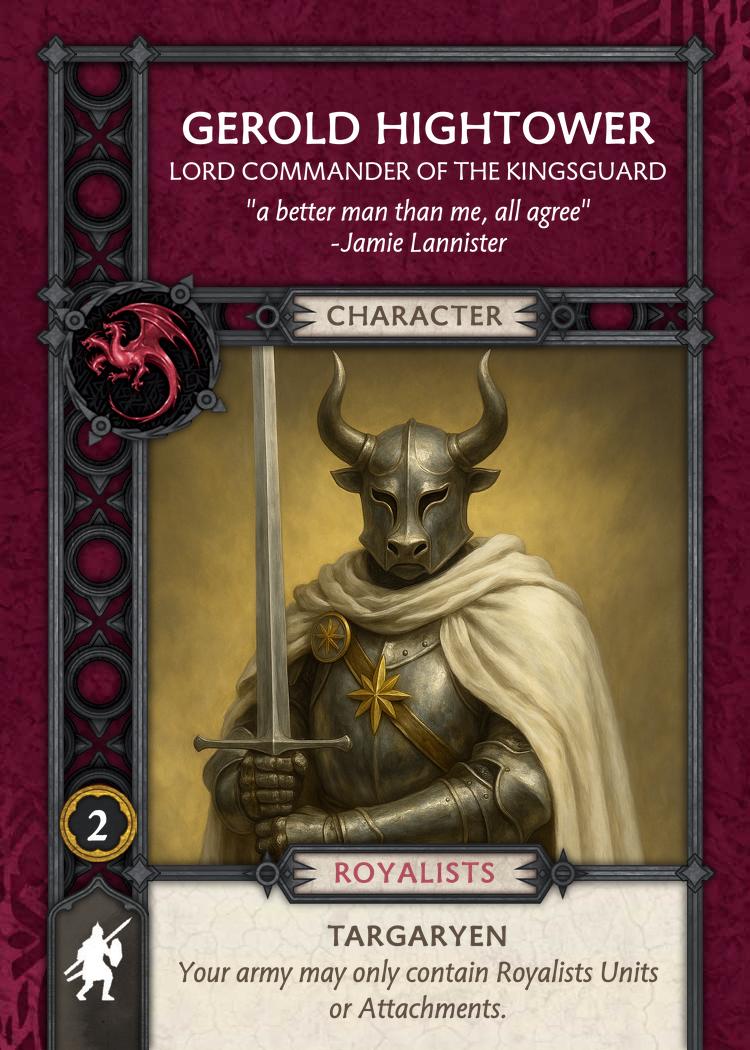 GEROLD HIGHTOWER
LORD COMMANDER OF THE KINGSGUARD
"a better man than me, all agree"
-Jamie Lannister
CHARACTER
2
ROYALISTS
TARGARYEN
Your army may only contain Royalists Units
or Attachments.